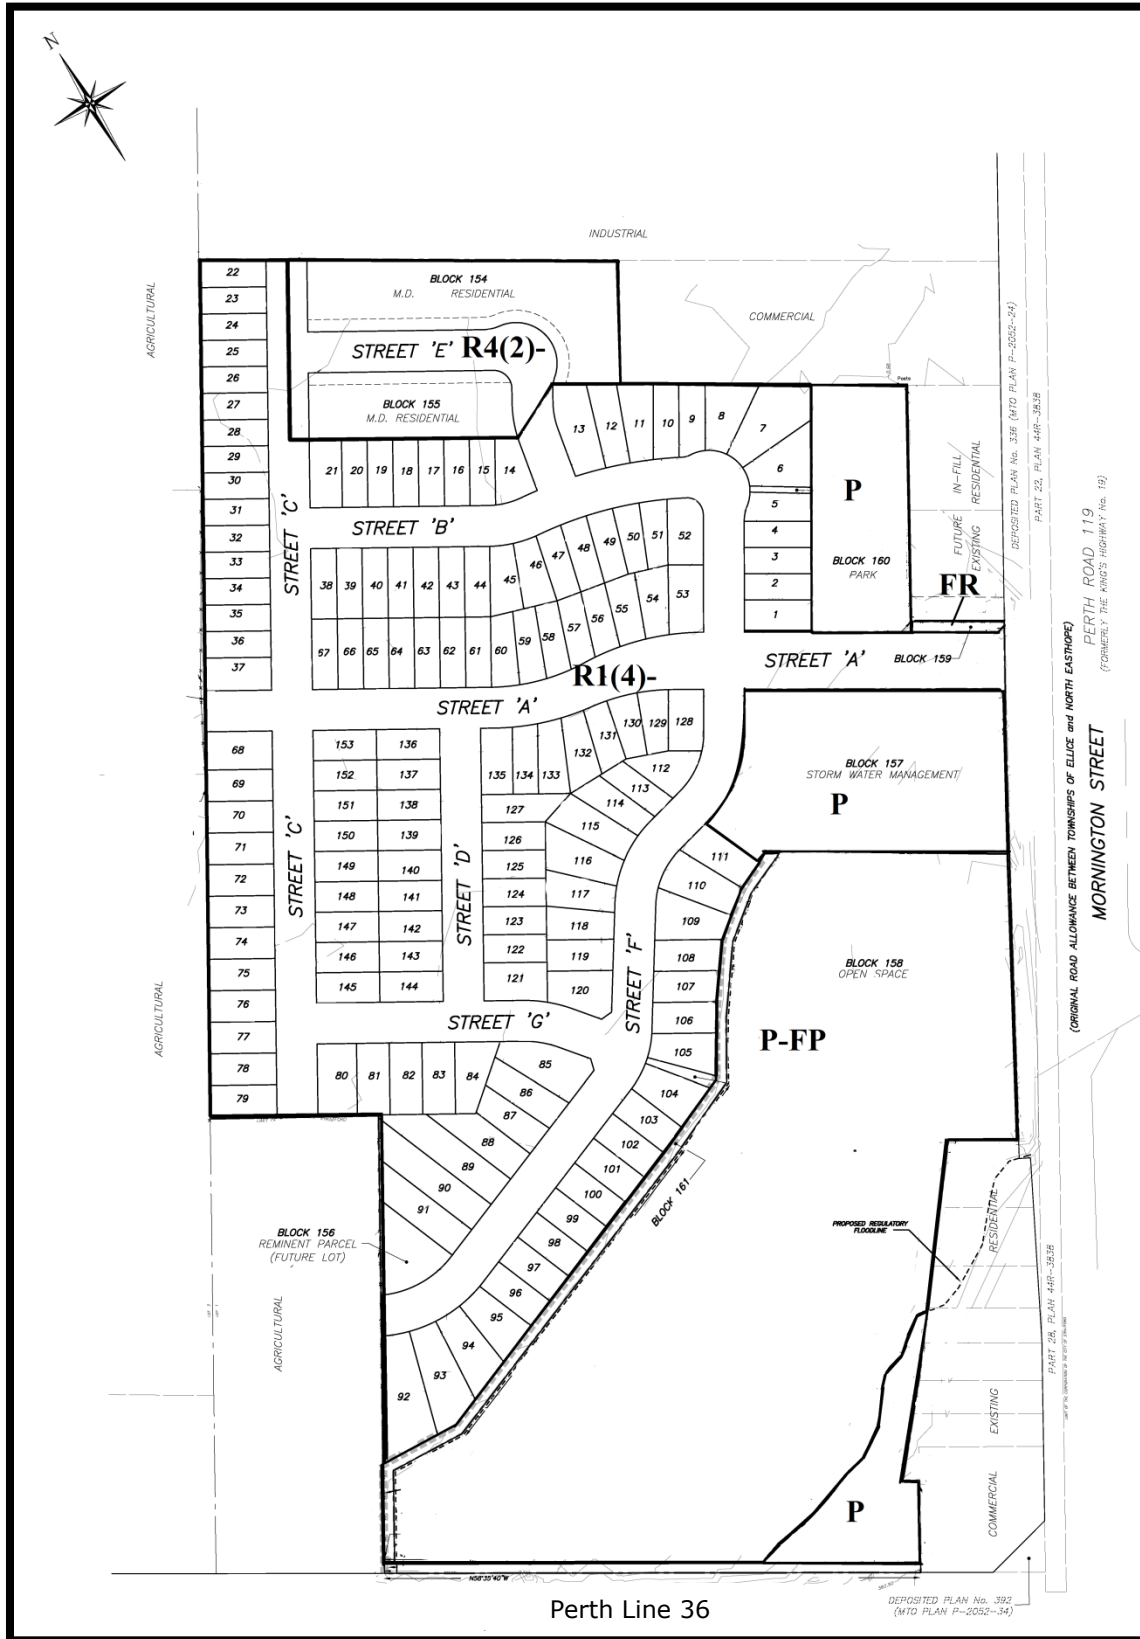 N
INDUSTRIAL
AGRICULTURAL
COMMERCIAL
BLOCK 154
M.D. RESIDENTIAL
STREET 'E'
R4(2)-
BLOCK 155
M.D. RESIDENTIAL
22
23
24
25
26
27
28
29
30
31
32
33
34
35
36
37
STREET 'C'
21 20 19 18 17 16 15 14
13 12 11 10 9 8
7
6
5
4
3
2
1
P
BLOCK 160
PARK
FUTURE IN-FILL
EXISTING RESIDENTIAL
FR
BLOCK 159
STREET 'B'
38 39 40 41 42 43 44 45 46 47 48 49 50 51 52
67 66 65 64 63 62 61 60 59 58 57 56 55 54 53
R1(4)-
STREET 'A'
STREET 'A'
DEPOSITED PLAN No. 336 (MTO PLAN P-2052-24)
PART 22, PLAN 44R-3838
PERTH ROAD 119
(FORMERLY THE KING'S HIGHWAY No. 19)
(ORIGINAL ROAD ALLOWANCE BETWEEN TOWNSHIPS OF ELLICE and NORTH EASTHOPE)
MORNINGTON STREET
68
69
70
71
72
73
74
75
76
77
78
79
STREET 'C'
153 136
152 137
151 138
150 139
149 140
148 141
147 142
146 143
145 144
STREET 'D'
135 134 133 132 131 130 129 128
127
126
125
124
123
122
121
112
113
114
115
116
117
118
119
120
STREET 'F'
STREET 'G'
BLOCK 157
STORM WATER MANAGEMENT
P
111
110
109
108
107
106
105
104
103
102
101
100
99
98
97
96
95
94
93
92
BLOCK 158
OPEN SPACE
P-FP
80 81 82 83 84
85
86
87
88
89
90
91
AGRICULTURAL
BLOCK 156
REMINENT PARCEL
(FUTURE LOT)
AGRICULTURAL
BLOCK 161
PROPOSED REGULATORY
FLOODLINE
RESIDENTIAL
EXISTING
COMMERCIAL
PART 28, PLAN 44R-3838
P
N58°35'40"W
Perth Line 36
DEPOSITED PLAN No. 392
(MTO PLAN P-2052-34)